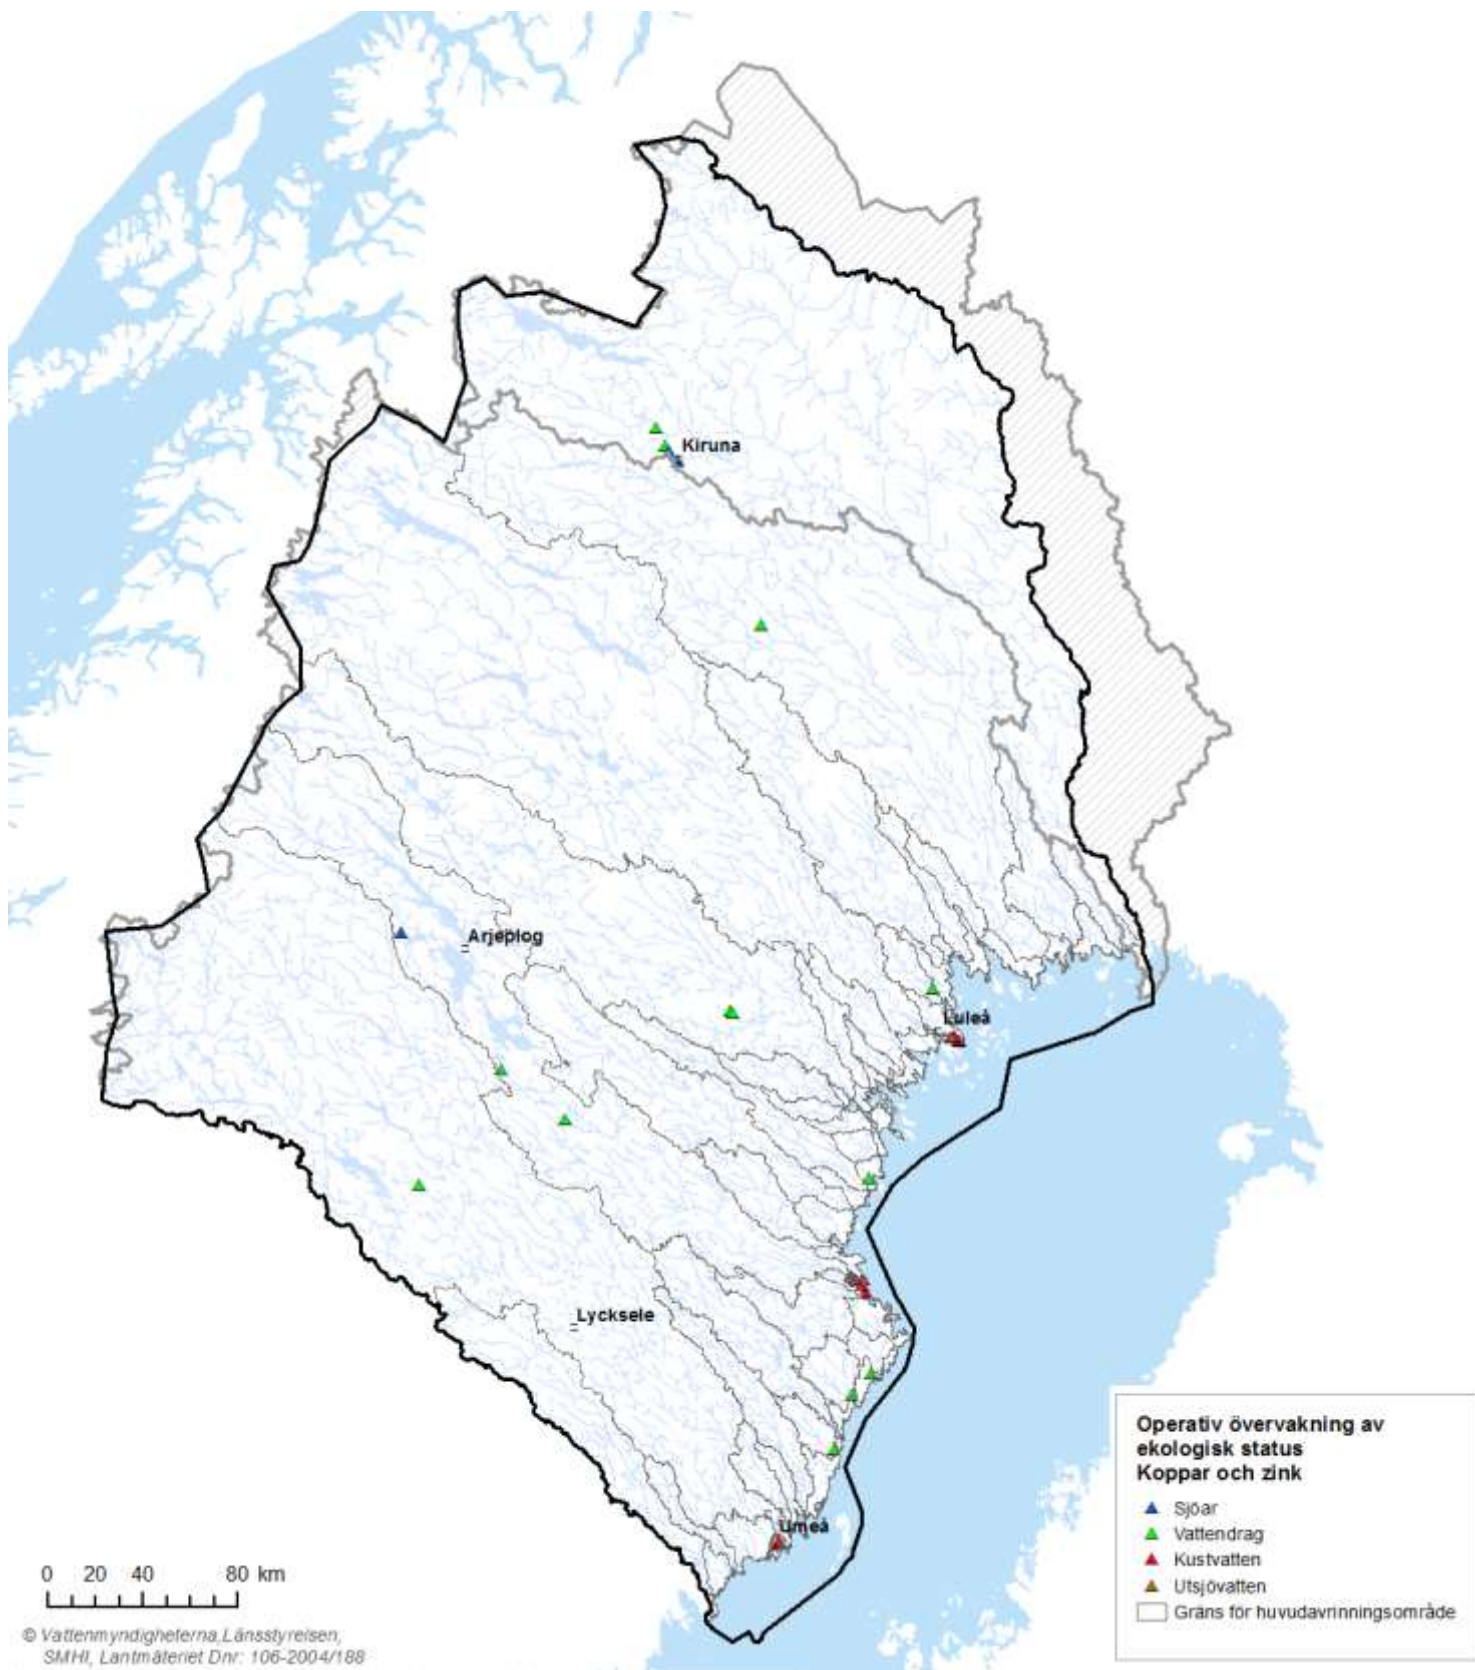 Kiruna
Arjeplog
Luleå
Lycksele
Umeå
Operativ övervakning av
ekologisk status
Koppar och zink
Sjöar
Vattendrag
Kustvatten
Utsjövatten
Gräns för huvudavrinningsområde
0 20 40 80 km
© Vattenmyndigheterna,Länsstyrelsen,
SMHI, Lantmäteriet Dnr: 106-2004/188